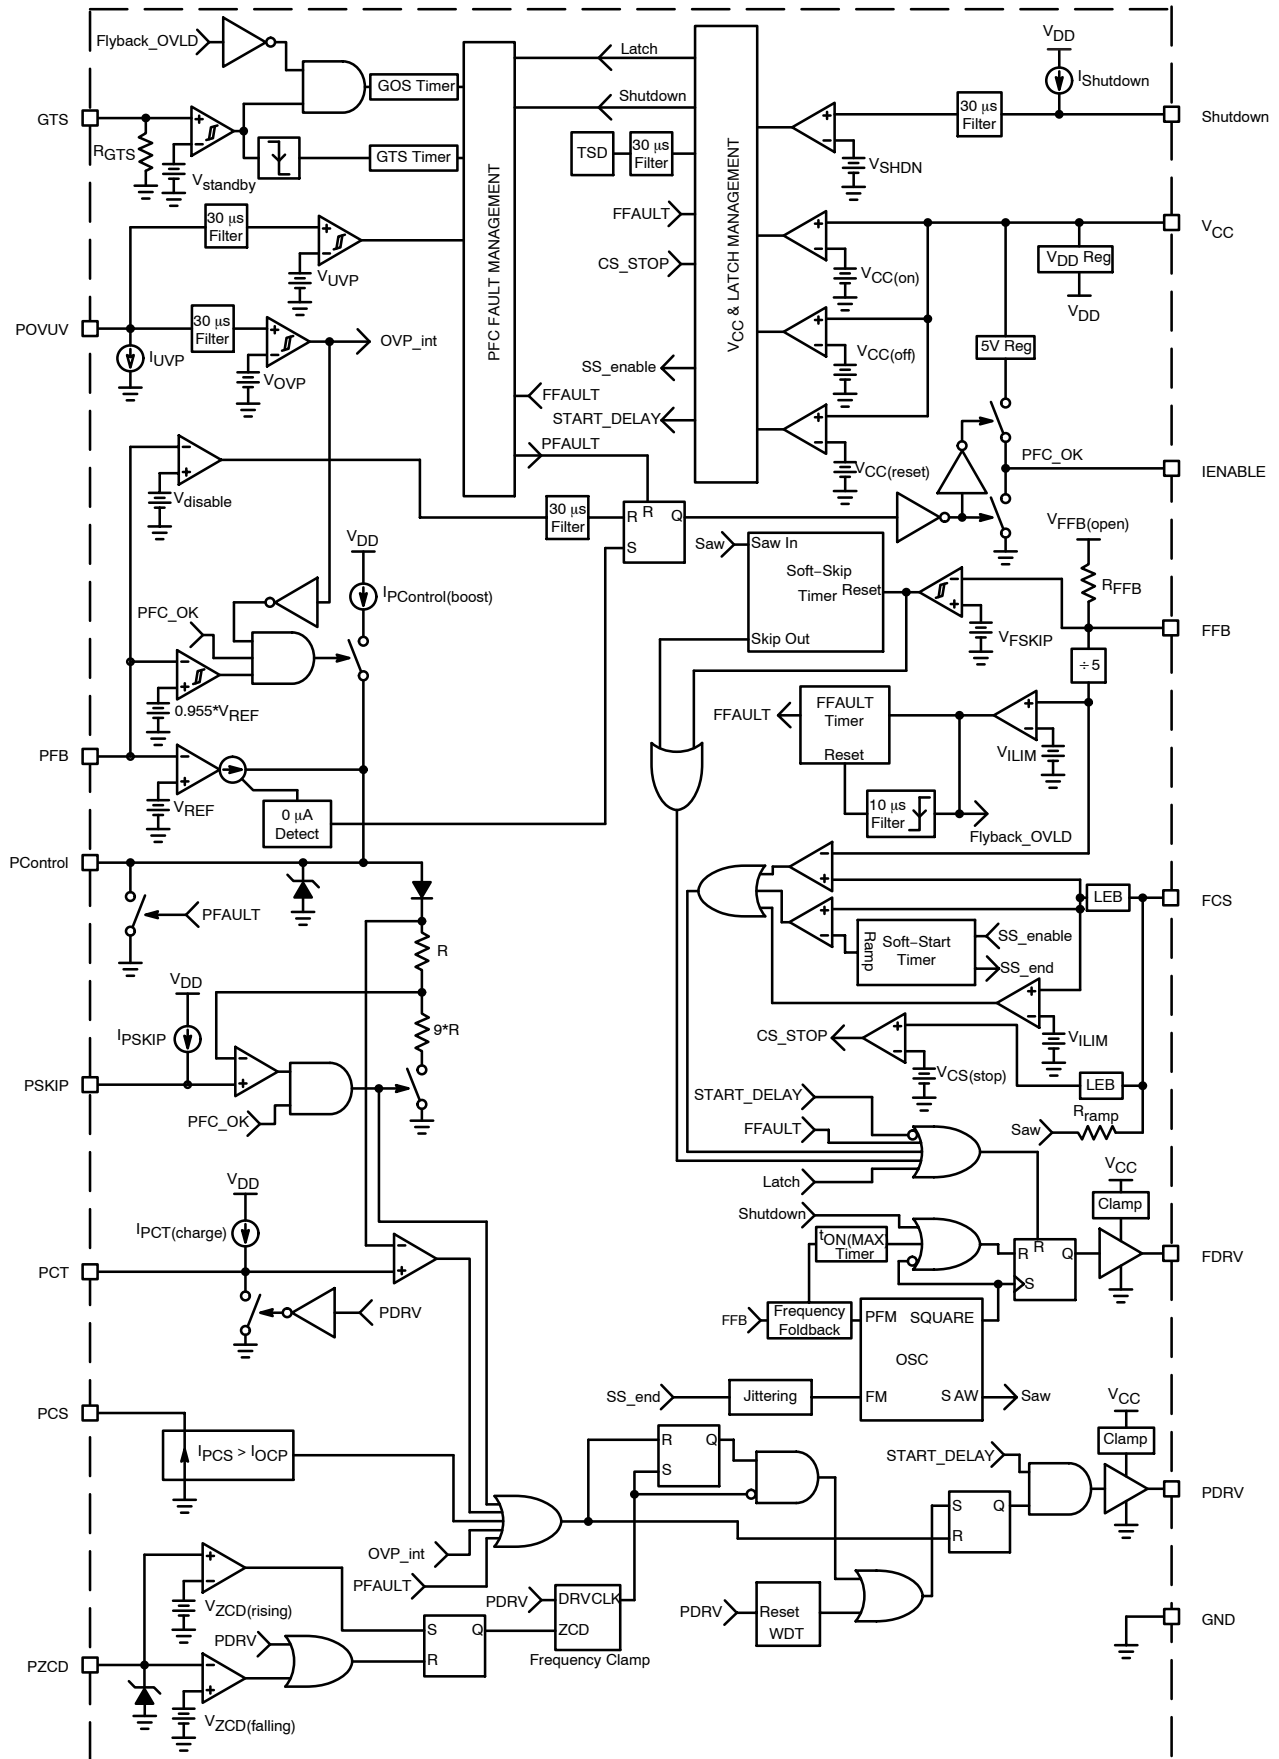 Flyback_OVLD
GTS
RGTS
Vstandby
GOS Timer
GTS Timer
30 μs
Filter
VUVP
POVUV
30 μs
Filter
IUVP
VOVP
OVP_int
PFC FAULT MANAGEMENT
Latch
Shutdown
TSD
30 μs
Filter
FFAULT
CS_STOP
SS_enable
START_DELAY
FFAULT
PFAULT
VCC & LATCH MANAGEMENT
VDD
IShutdown
30 μs
Filter
Shutdown
VSHDN
VCC
VCC(on)
VDD Reg
VDD
VCC(off)
5V Reg
VCC(reset)
PFC_OK
IENABLE
Vdisable
30 μs
Filter
R
R
Q
S
VDD
IPControl(boost)
PFC_OK
0.955*VREF
PFB
VREF
0 μA
Detect
Saw
Saw In
Soft−Skip
Timer
Reset
Skip Out
VFFB(open)
RFFB
VFSKIP
FFB
÷ 5
FFAULT
FFAULT
Timer
Reset
VILIM
10 μs
Filter
Flyback_OVLD
PControl
PFAULT
R
9*R
VDD
IPSKIP
PSKIP
PFC_OK
LEB
FCS
Ramp
Soft−Start
Timer
SS_enable
SS_end
VILIM
CS_STOP
VCS(stop)
LEB
Rramp
Saw
START_DELAY
FFAULT
Latch
Shutdown
tON(MAX)
Timer
VCC
Clamp
R
R
Q
S
FDRV
VDD
IPCT(charge)
PCT
PDRV
FFB
Frequency
Foldback
PFM
SQUARE
OSC
FM
S AW
Saw
SS_end
Jittering
PCS
IPCS > IOCP
R
Q
S
START_DELAY
VCC
Clamp
PDRV
S
Q
R
OVP_int
PFAULT
PDRV
DRV
CLK
ZCD
Frequency Clamp
PDRV
Reset
WDT
GND
PZCD
VZCD(rising)
PDRV
S
Q
R
VZCD(falling)